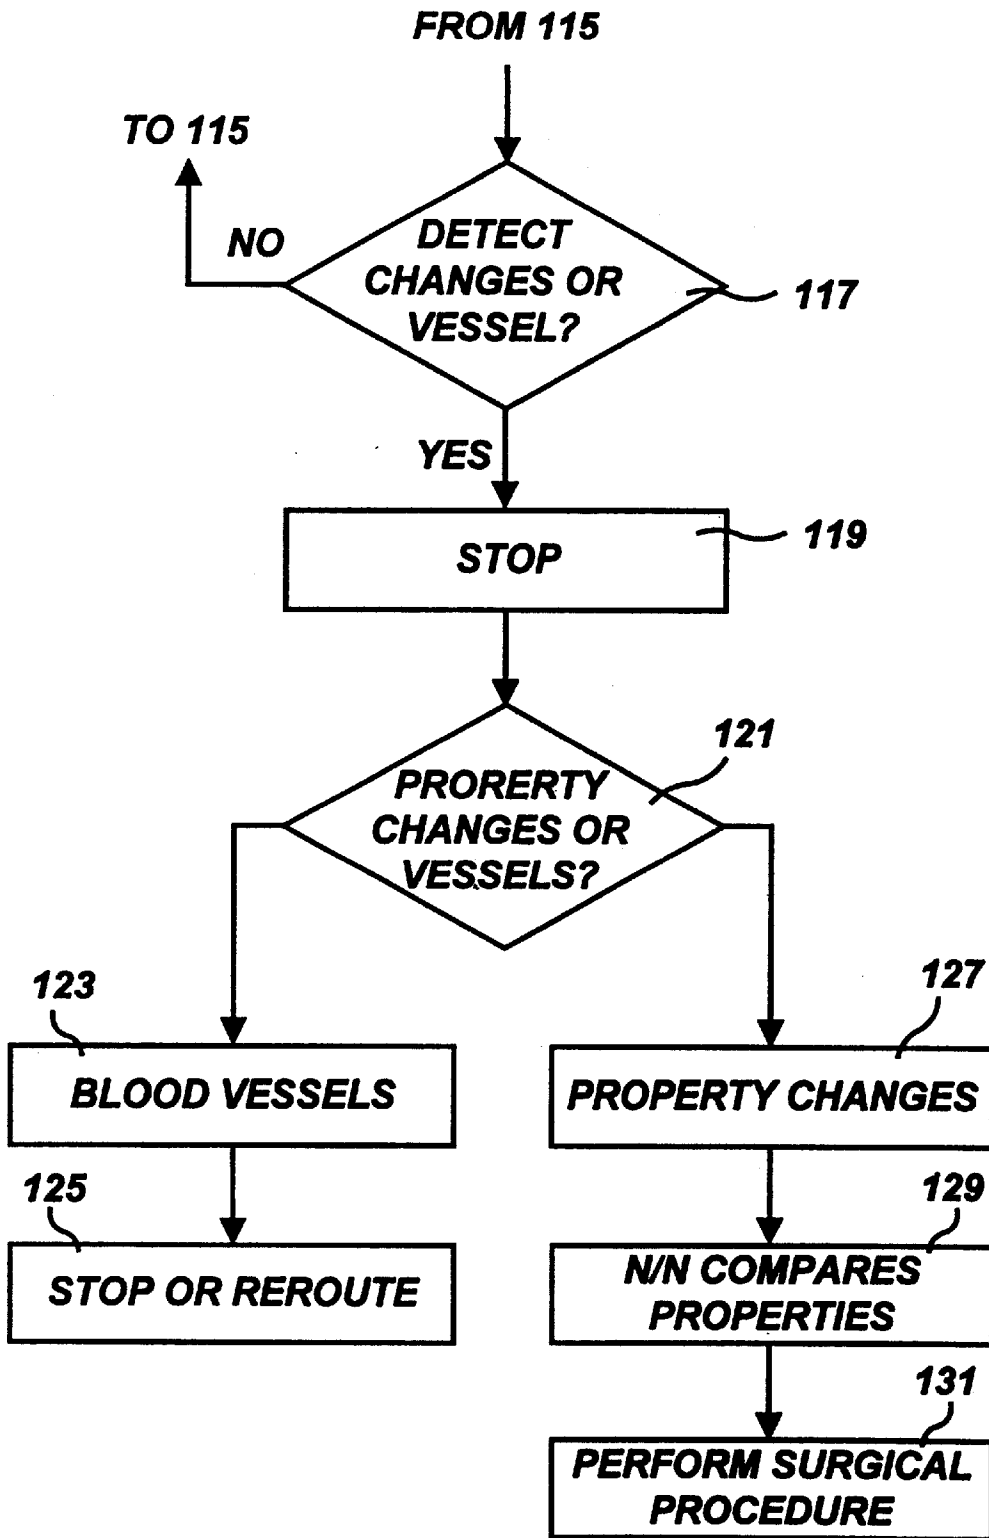 FROM 115
TO 115
NO
DETECT
CHANGES OR
VESSEL?
117
YES
STOP
119
121
PRORERTY
CHANGES OR
VESSELS?
123
127
BLOOD VESSELS
PROPERTY CHANGES
125
129
STOP OR REROUTE
N/N COMPARES
PROPERTIES
131
PERFORM SURGICAL
PROCEDURE